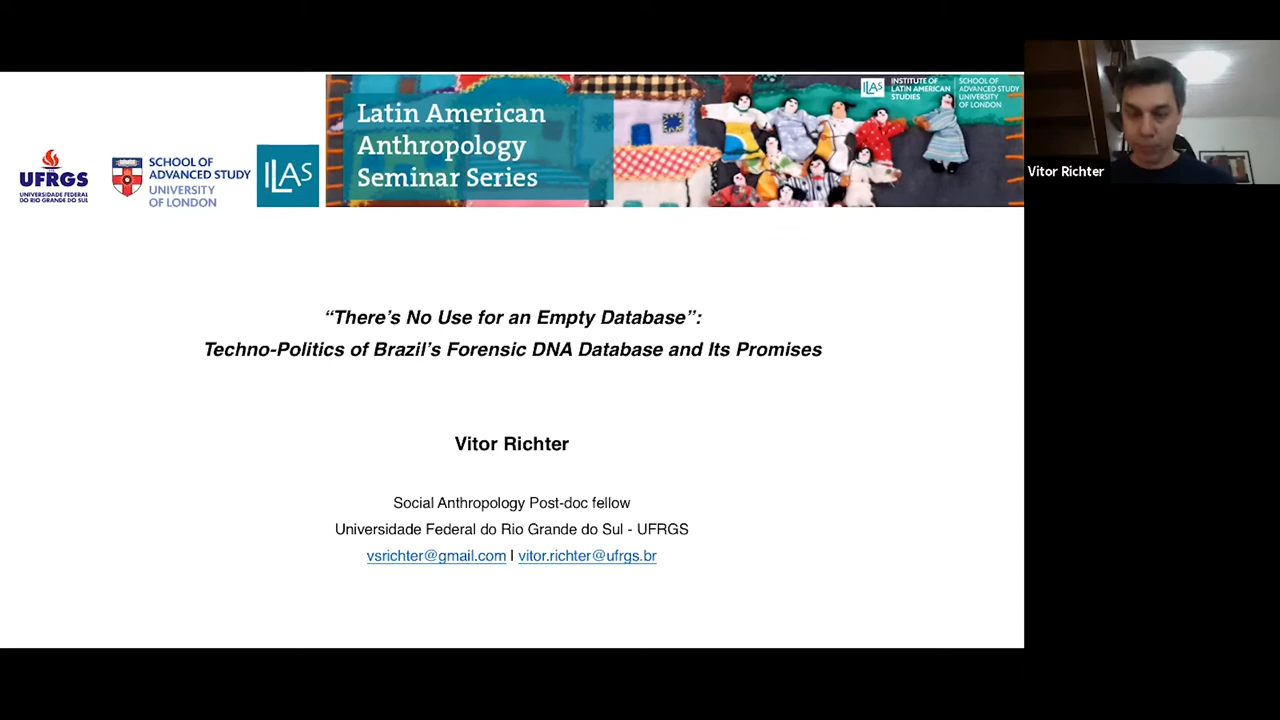 UFRGS
UNIVERSIDADE FEDERAL
DO RIO GRANDE DO SUL
SCHOOL OF
ADVANCED STUDY
UNIVERSITY
OF LONDON
ILAS
Latin American
Anthropology
Seminar Series
ILAS
INSTITUTE OF
LATIN AMERICAN
STUDIES
SCHOOL OF
ADVANCED STUDY
UNIVERSITY
OF LONDON
Vitor Richter
“There’s No Use for an Empty Database”:
Techno-Politics of Brazil’s Forensic DNA Database and Its Promises
Vitor Richter
Social Anthropology Post-doc fellow
Universidade Federal do Rio Grande do Sul - UFRGS
vsrichter@gmail.com I vitor.richter@ufrgs.br